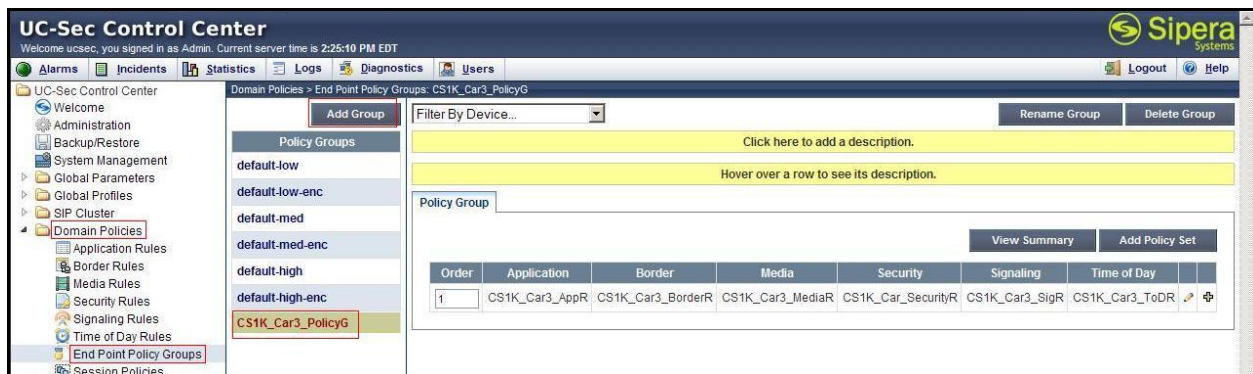 UC-Sec Control Center
Welcome ucsec, you signed in as Admin. Current server time is 2:25:10 PM EDT
Sipera
Systems
Alarms Incidents Statistics Logs Diagnostics Users Logout Help
UC-Sec Control Center
Welcome
Administration
Backup/Restore
System Management
Global Parameters
Global Profiles
SIP Cluster
Domain Policies
Application Rules
Border Rules
Media Rules
Security Rules
Signaling Rules
Time of Day Rules
End Point Policy Groups
Session Policies
Domain Policies > End Point Policy Groups: CS1K_Car3_PolicyG
Add Group
Policy Groups
default-low
default-low-enc
default-med
default-med-enc
default-high
default-high-enc
CS1K_Car3_PolicyG
Filter By Device...
Rename Group Delete Group
Click here to add a description.
Hover over a row to see its description.
Policy Group
View Summary Add Policy Set
Order Application Border Media Security Signaling Time of Day
1 CS1K_Car3_AppR CS1K_Car3_BorderR CS1K_Car3_MediaR CS1K_Car_SecurityR CS1K_Car3_SigR CS1K_Car3_ToDR